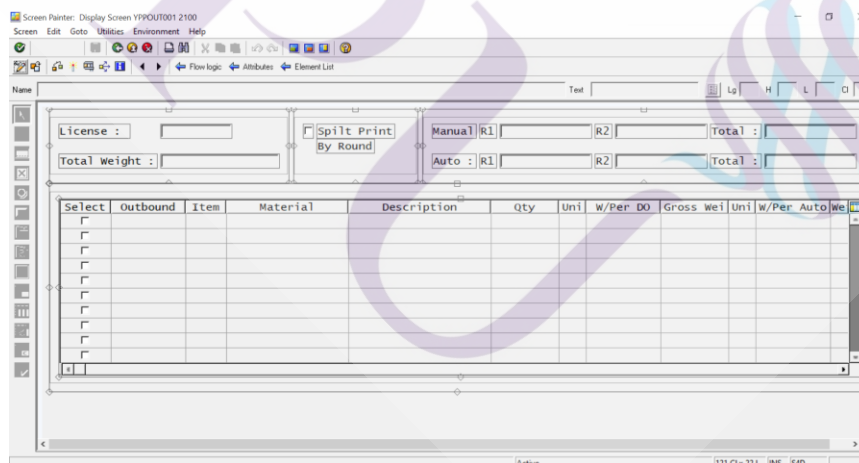 Screen Painter: Display Screen YPPOUT001 2100
Screen Edit Goto Utilities Environment Help
Flow logic Attributes Element List
Name Text Lg H L Cl
License : Spilt Print Manual R1 R2 Total :
By Round
Total Weight : Auto : R1 R2 Total :
Select Outbound Item Material Description Qty Uni W/Per DO Gross Wei Uni W/Per Auto We
Active INS